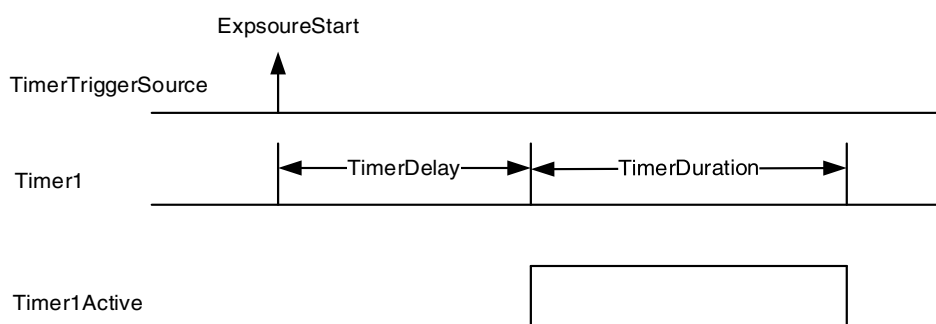 ExpsoureStart
TimerTriggerSource
TimerDelay
TimerDuration
Timer1
Timer1Active